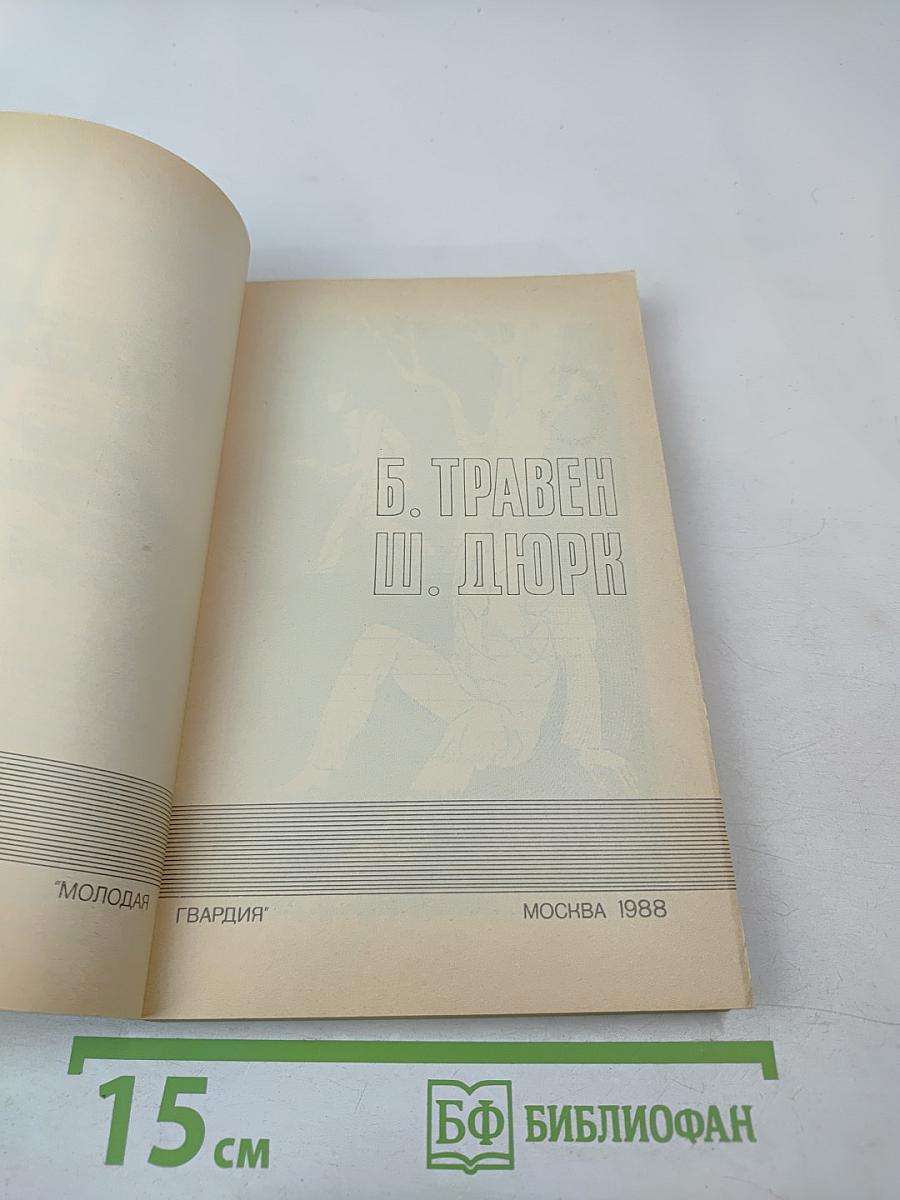 Б. ТРАВЕН
Ш. ДЮРК
"МОЛОДАЯ ГВАРДИЯ"
МОСКВА 1988
15 см
БФ БИБЛИОФАН